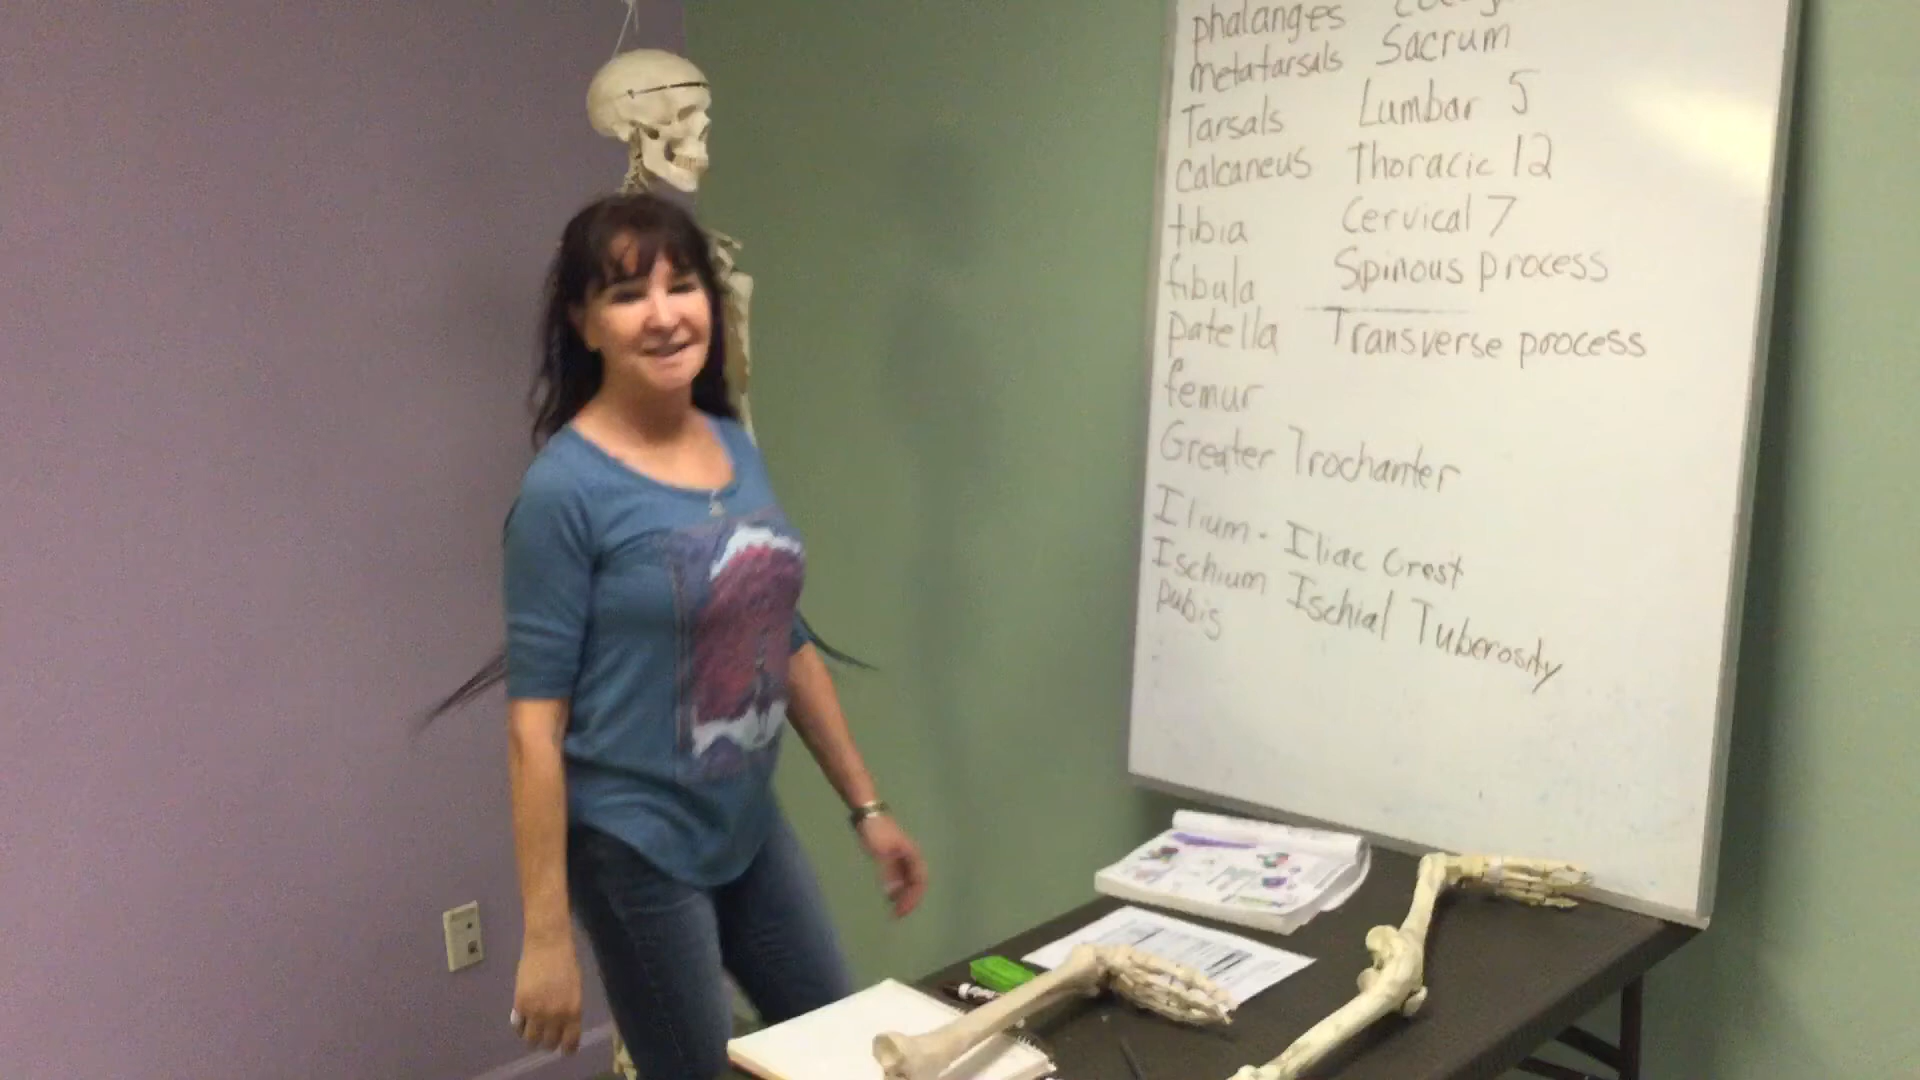 phalanges
metatarsals Sacrum
Tarsals Lumbar 5
Calcaneus Thoracic 12
tibia Cervical 7
fibula Spinous process
patella Transverse process
femur
Greater Trochanter
Ilium. Iliac Crest
Ischium Ischial Tuberosity
pubis